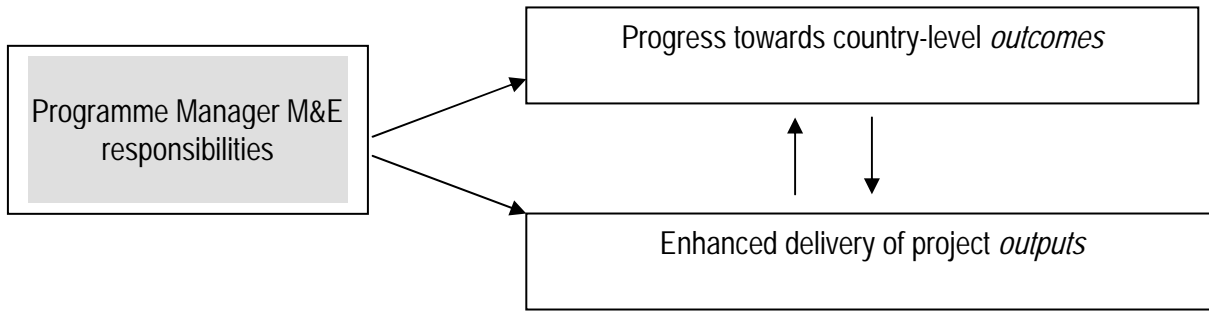 Programme Manager M&E
responsibilities
Progress towards country-level outcomes
Enhanced delivery of project outputs